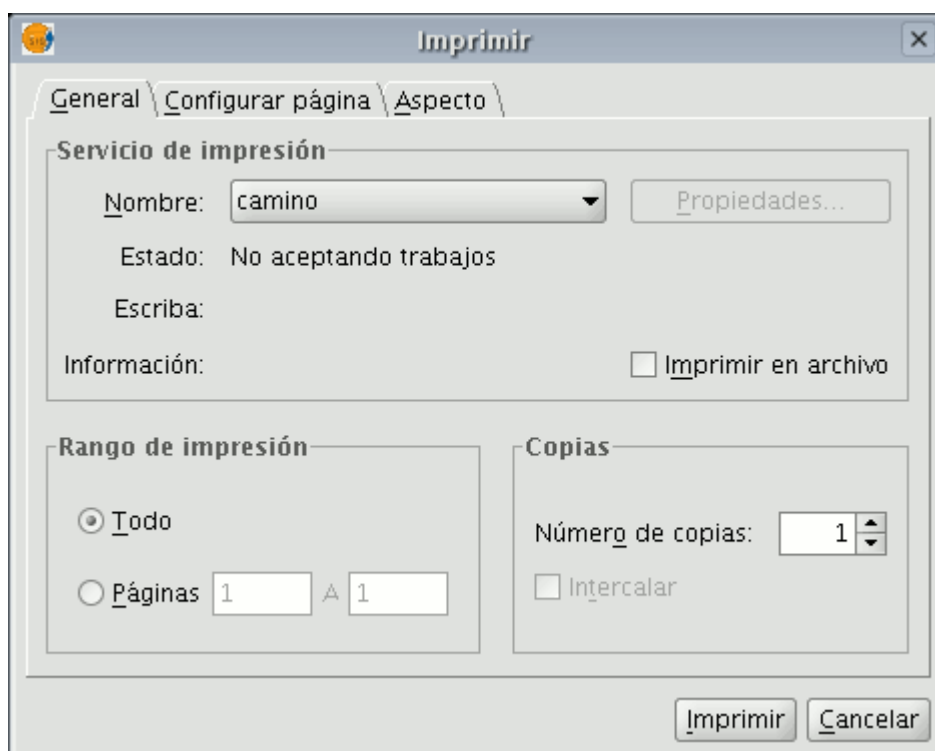 Imprimir
General Configurar página Aspecto
Servicio de impresión
Nombre: camino Propiedades...
Estado: No aceptando trabajos
Escriba:
Información: Imprimir en archivo
Rango de impresión
Todo
Páginas 1 A 1
Copias
Número de copias: 1
Intercalar
Imprimir Cancelar